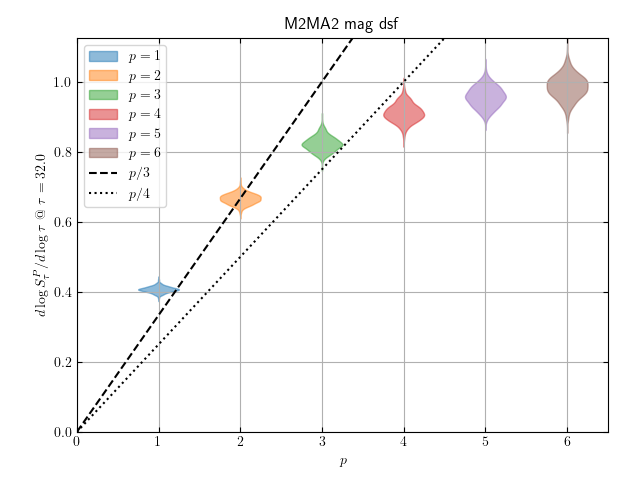 M2MA2 mag dsf
p = 1
p = 2
p = 3
p = 4
p = 5
p = 6
p/3
p/4
d log S_τ^P / d log τ @ τ = 32.0
1.0
0.8
0.6
0.4
0.2
0.0
0 1 2 3 4 5 6
p